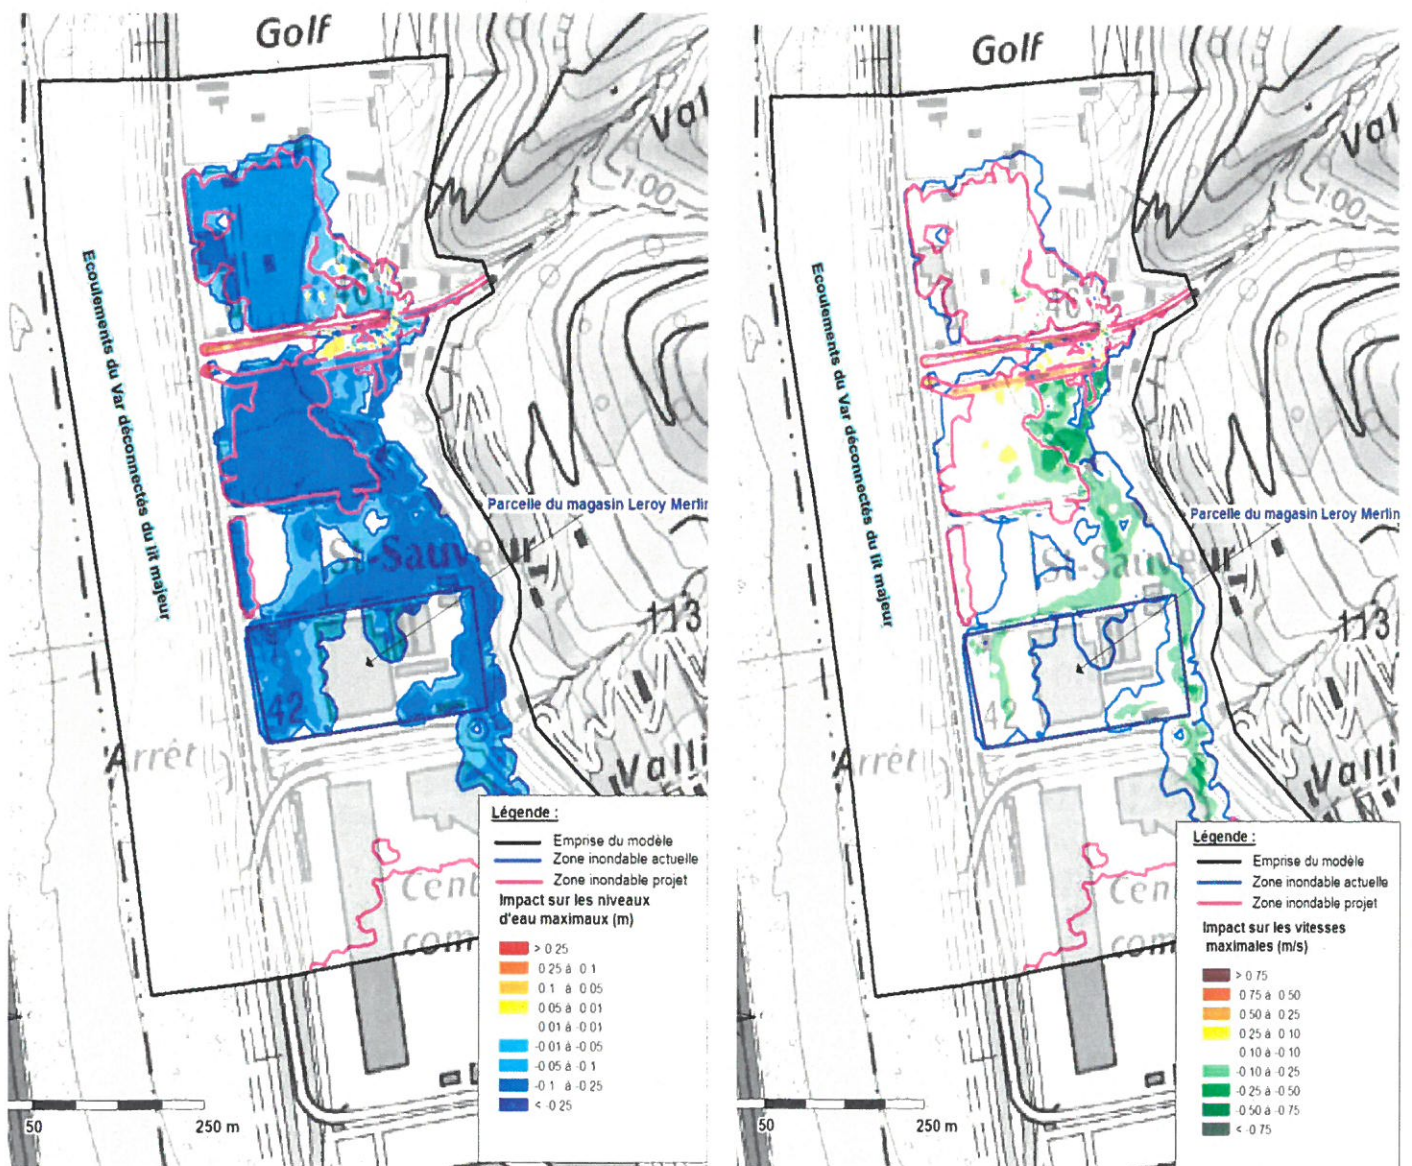 Golf
Val
100
100
Ecoulements du Var déconnectés du lit majeur
40
Parcelle du magasin Leroy Merlin
St-Sauveur
113
42
Arrêt
Valli
Cent
com
Légende :
Emprise du modèle
Zone inondable actuelle
Zone inondable projet
Impact sur les niveaux
d'eau maximaux (m)
> 0.25
0.25 à 0.1
0.1 à 0.05
0.05 à 0.01
0.01 à -0.01
-0.01 à -0.05
-0.05 à -0.1
-0.1 à -0.25
< -0.25
50
250 m
Golf
Val
100
100
Ecoulements du Var déconnectés du lit majeur
40
Parcelle du magasin Leroy Merlin
St-Sauveur
113
42
Arrêt
Valli
Cen
com
Légende :
Emprise du modèle
Zone inondable actuelle
Zone inondable projet
Impact sur les vitesses
maximales (m/s)
> 0.75
0.75 à 0.50
0.50 à 0.25
0.25 à 0.10
0.10 à -0.10
-0.10 à -0.25
-0.25 à -0.50
-0.50 à -0.75
< -0.75
50
250 m